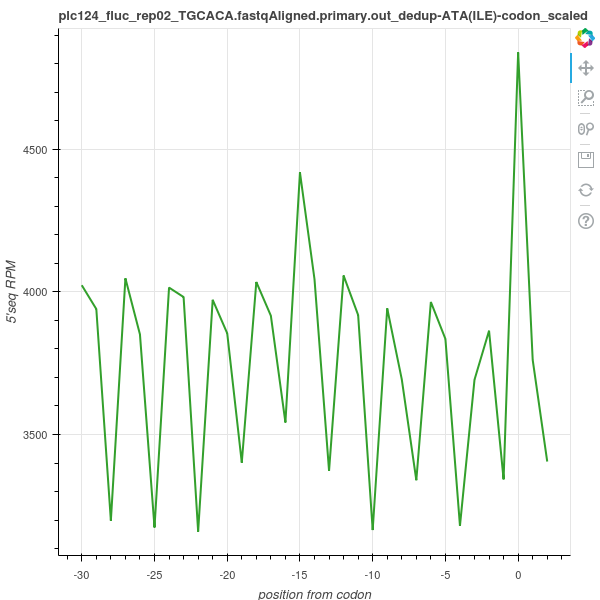 plc124_fluc_rep02_TGCACA.fastqAligned.primary.out_dedup-ATA(ILE)-codon_scaled
5'seq RPM
4500
4000
3500
-30 -25 -20 -15 -10 -5 0
position from codon